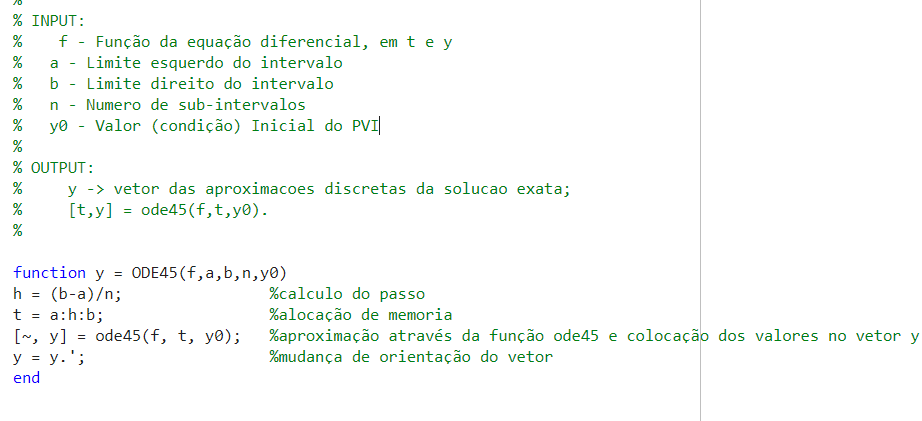 %
% INPUT:
%    f - Função da equação diferencial, em t e y
%   a - Limite esquerdo do intervalo
%   b - Limite direito do intervalo
%   n - Numero de sub-intervalos
%   y0 - Valor (condição) Inicial do PVI
%
% OUTPUT:
%     y -> vetor das aproximacoes discretas da solucao exata;
%     [t,y] = ode45(f,t,y0).
%
function y = ODE45(f,a,b,n,y0)
h = (b-a)/n;                %calculo do passo
t = a:h:b;                  %alocação de memoria
[~, y] = ode45(f, t, y0);   %aproximação através da função ode45 e colocação dos valores no vetor y
y = y.';                    %mudança de orientação do vetor
end